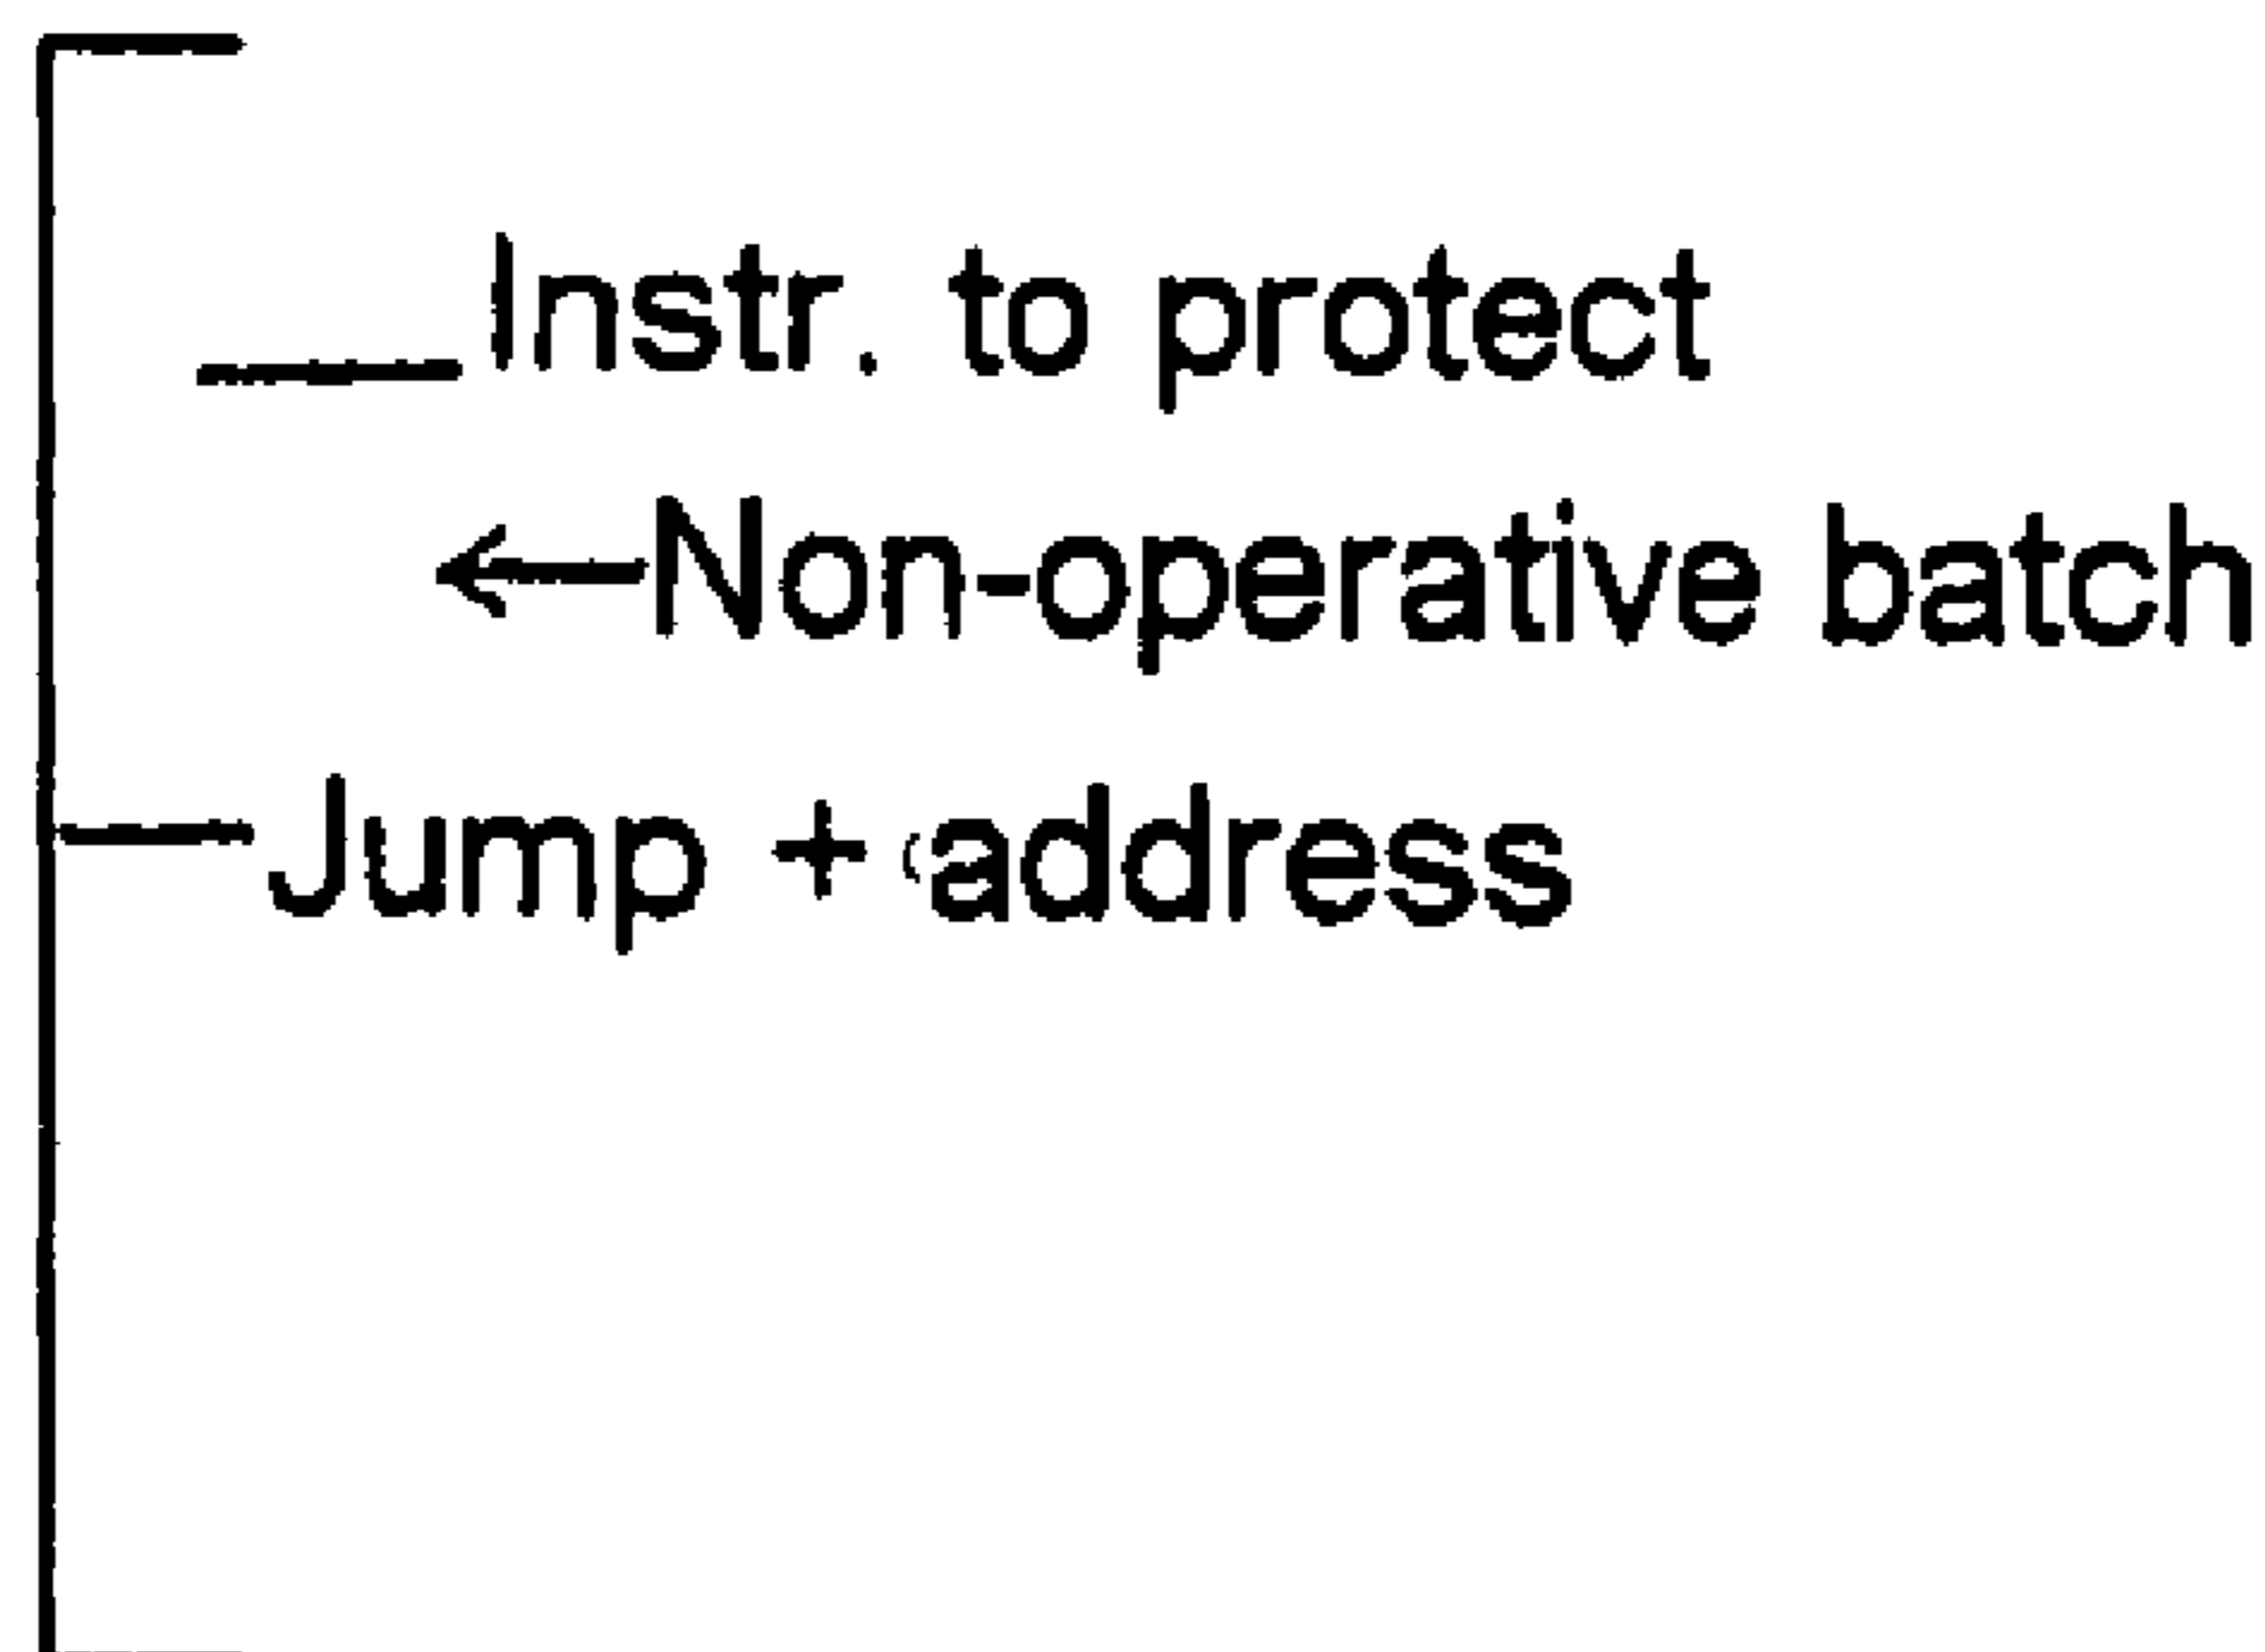 Instr. to protect
Non-operative batch
Jump + address